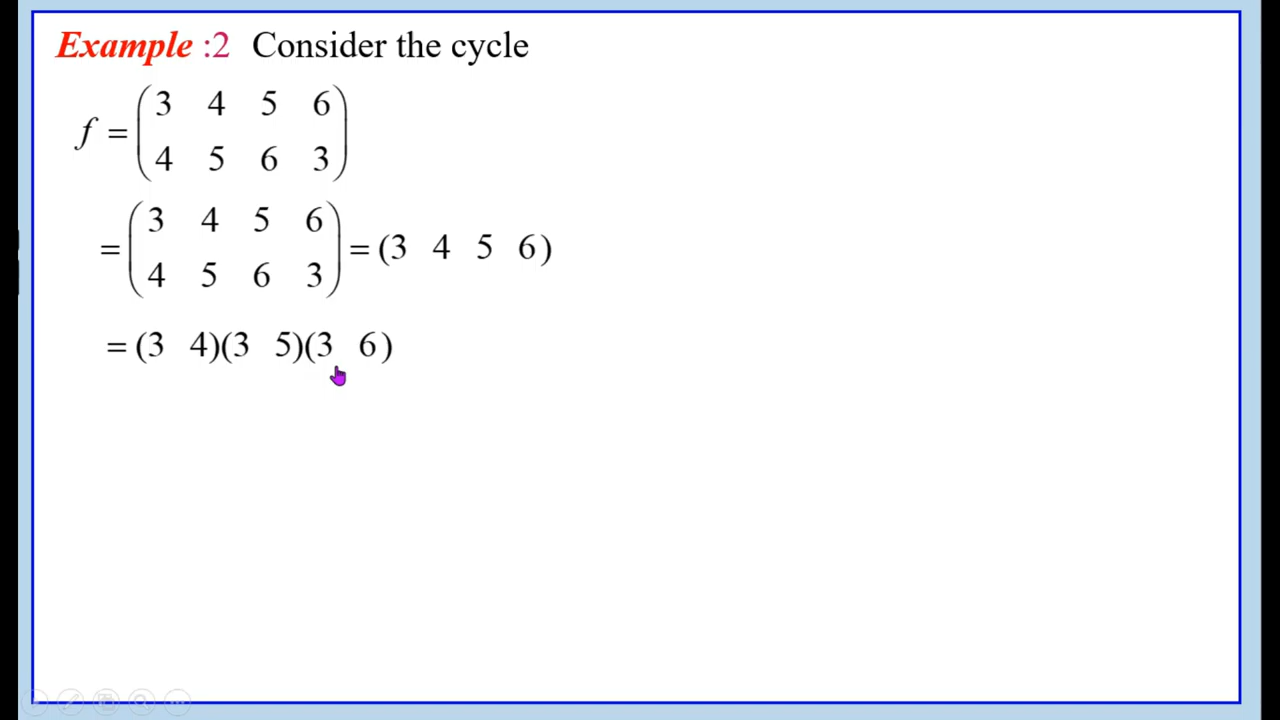 Example :2 Consider the cycle
f = ( 3 4 5 6
4 5 6 3 )
= ( 3 4 5 6
4 5 6 3 ) = (3 4 5 6)
= (3 4)(3 5)(3 6)